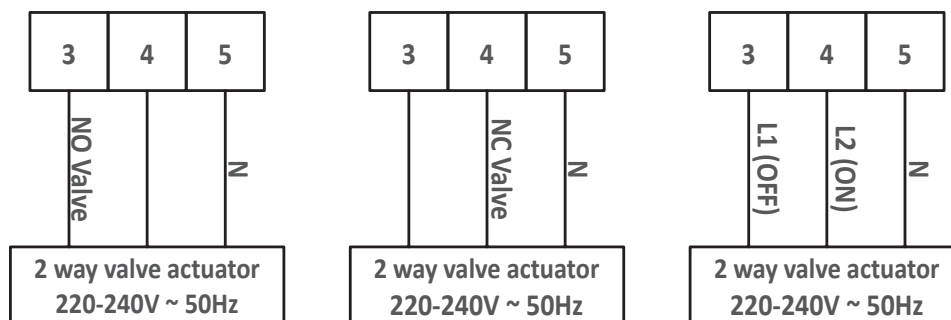 3 4 5
NO Valve
N
2 way valve actuator
220-240V ~ 50Hz
3 4 5
NC Valve
N
2 way valve actuator
220-240V ~ 50Hz
3 4 5
L1 (OFF)
L2 (ON)
N
2 way valve actuator
220-240V ~ 50Hz